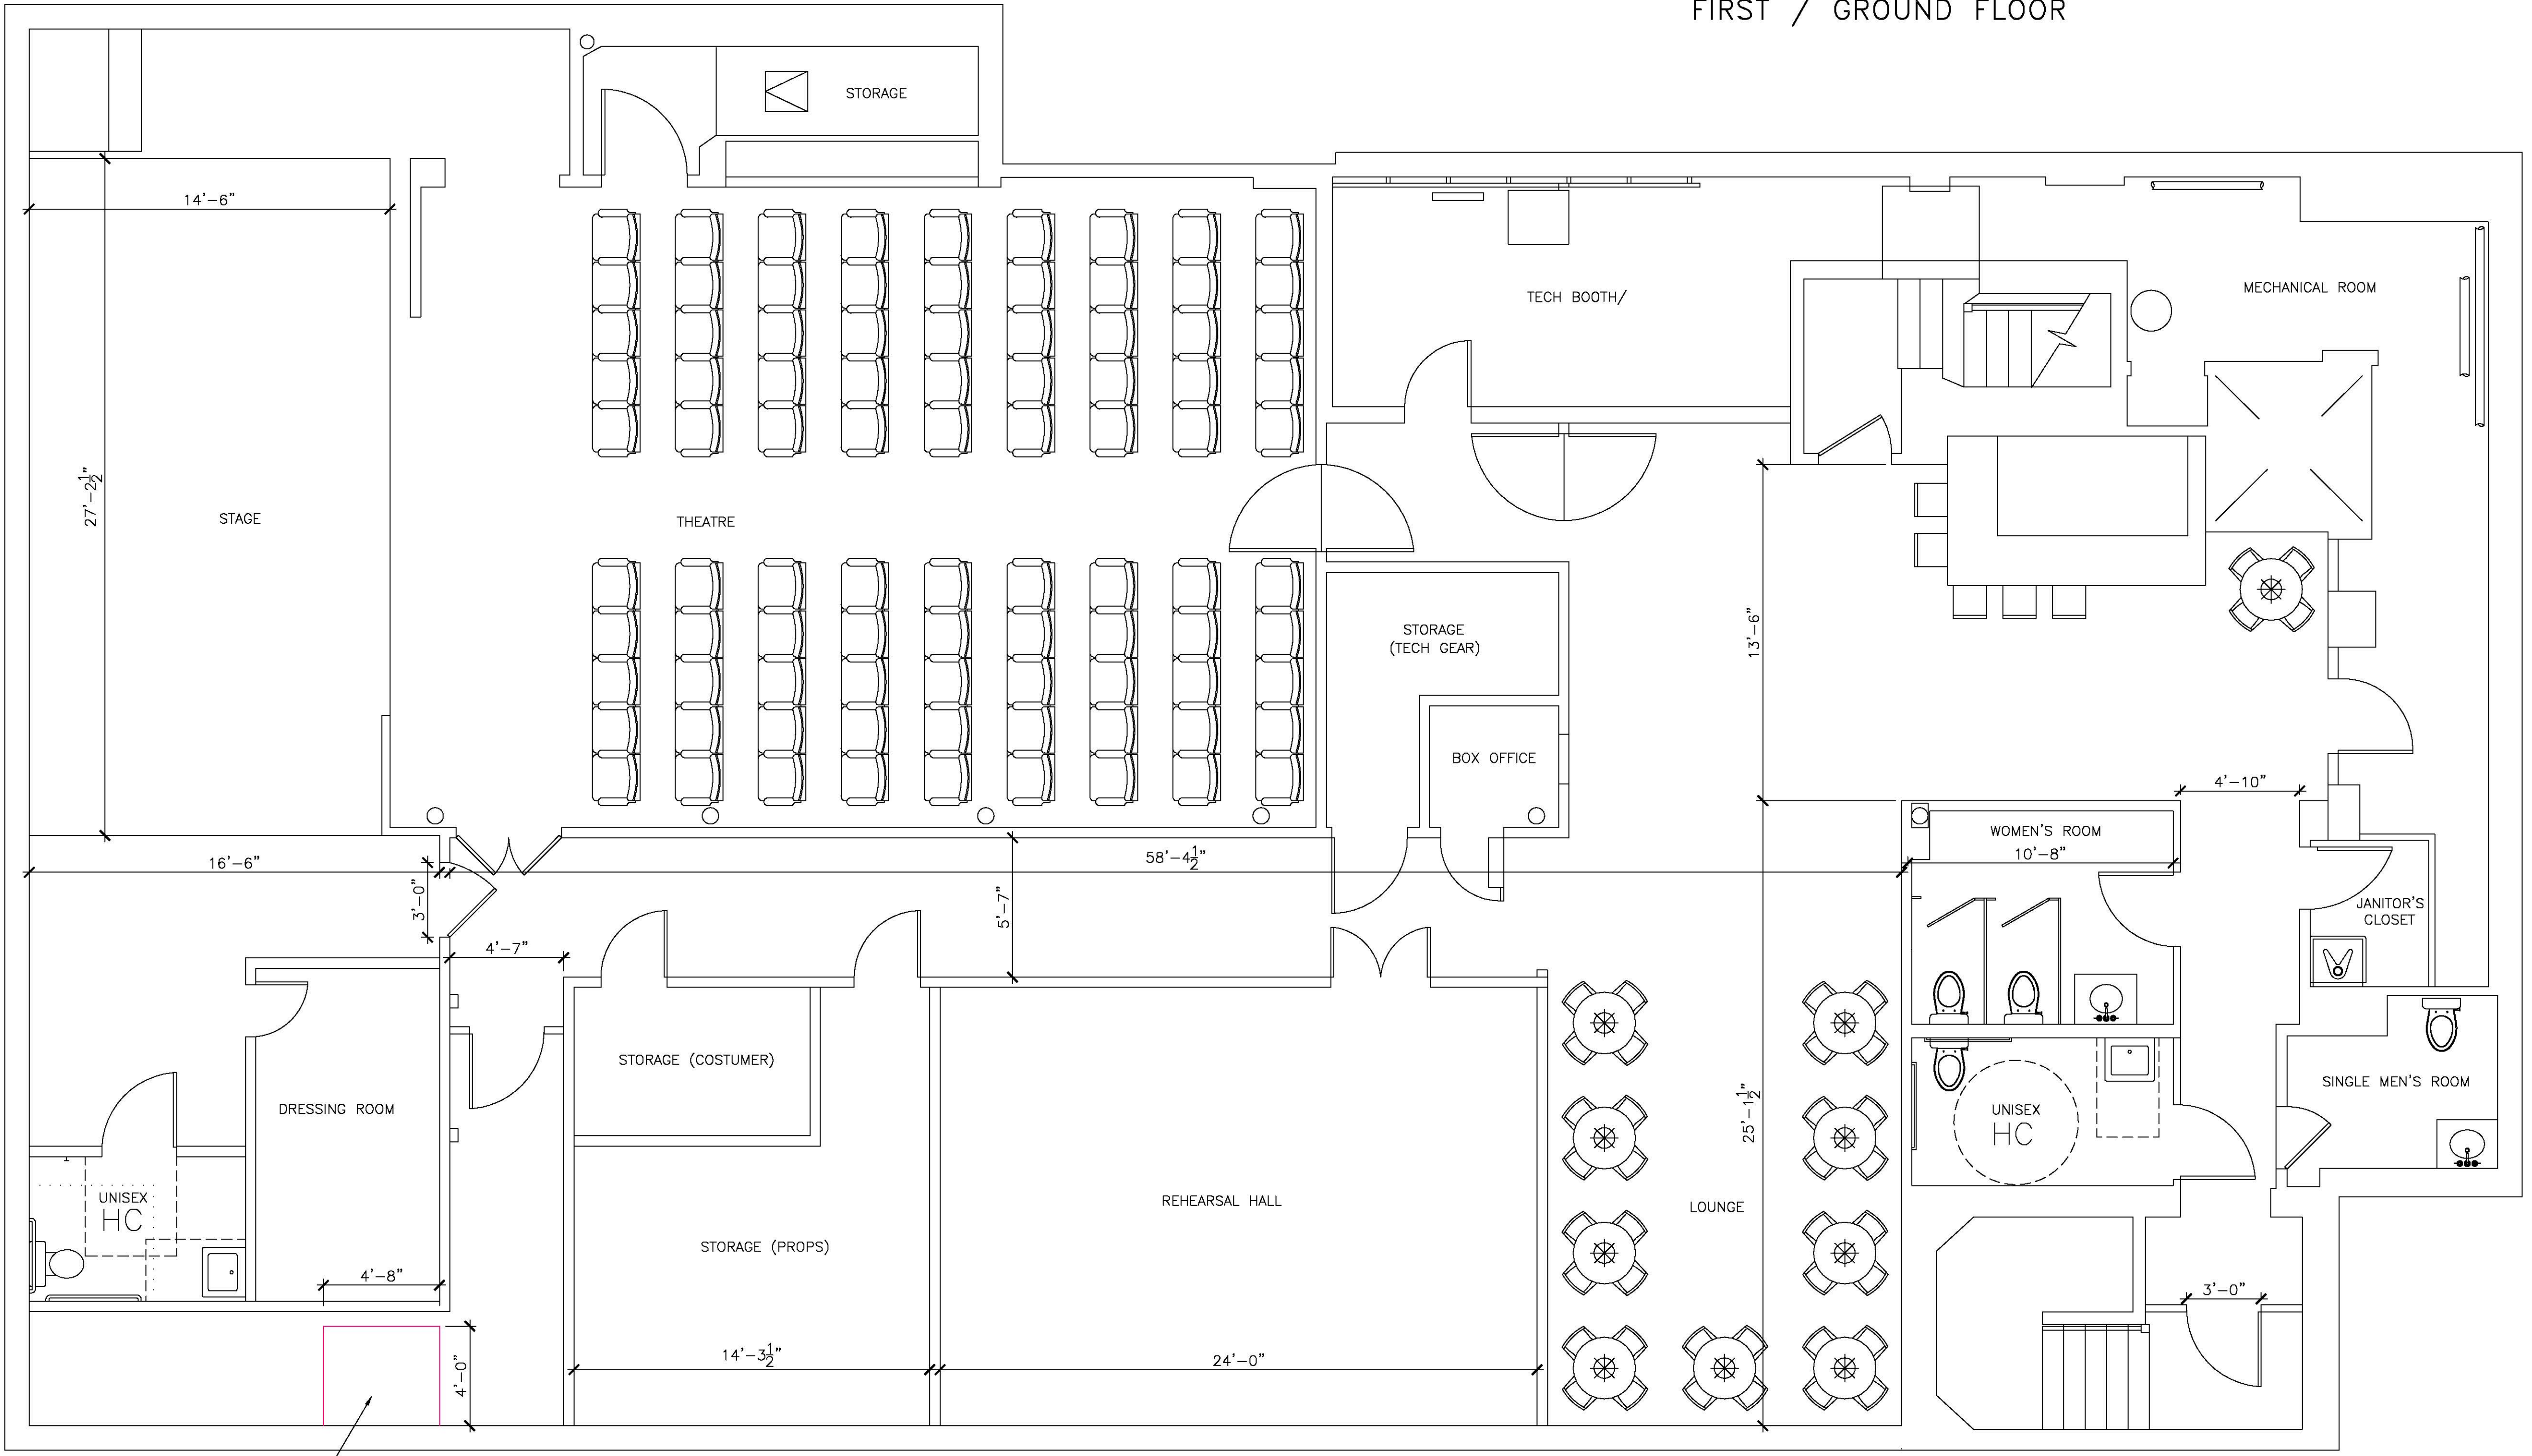 FIRST / GROUND FLOOR
STORAGE
14'-6"
MECHANICAL ROOM
TECH BOOTH/
27'-2½"
STAGE
THEATRE
STORAGE
(TECH GEAR)
13'-6"
BOX OFFICE
4'-10"
WOMEN'S ROOM
10'-8"
16'-6"
58'-4½"
3'-0"
5'-7"
JANITOR'S
CLOSET
4'-7"
STORAGE (COSTUMER)
DRESSING ROOM
SINGLE MEN'S ROOM
UNISEX
HC
25'-1½"
UNISEX
HC
REHEARSAL HALL
LOUNGE
STORAGE (PROPS)
4'-8"
3'-0"
14'-3½"
24'-0"
4'-0"